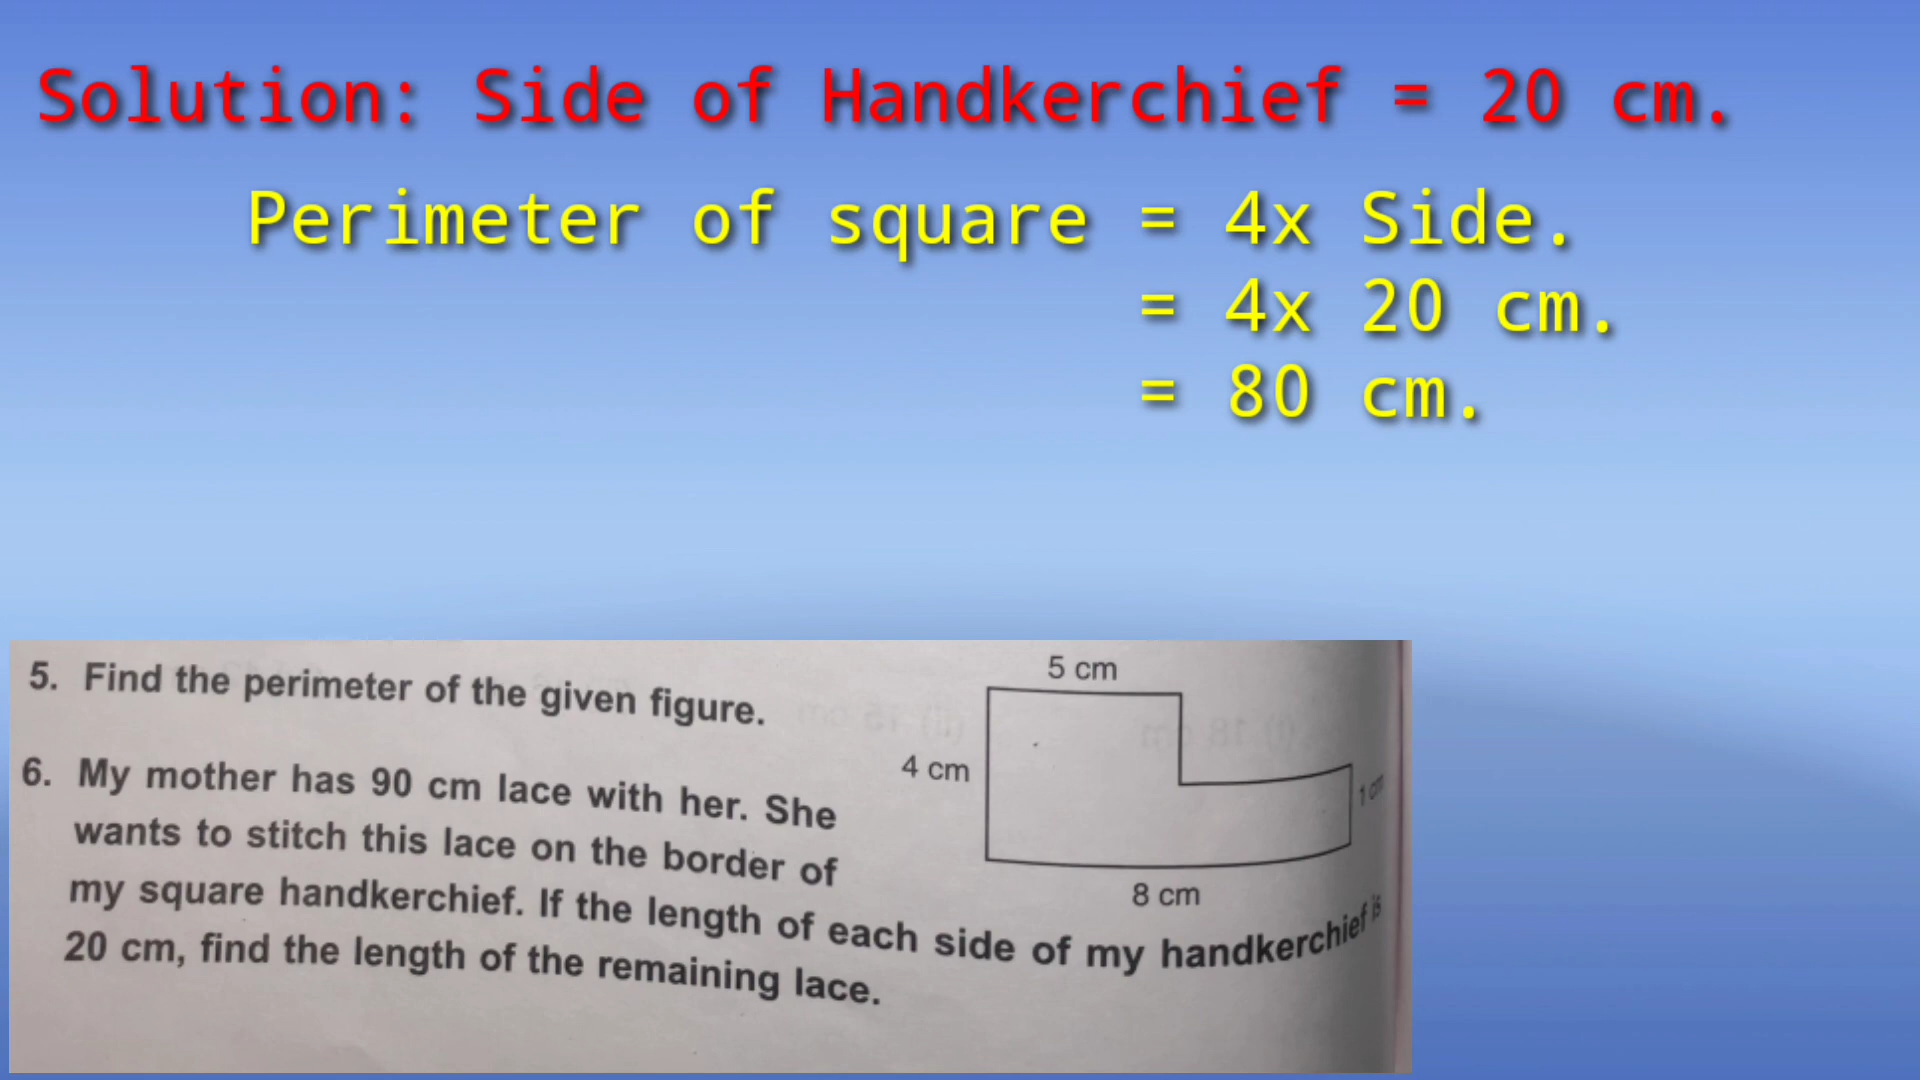 Solution: Side of Handkerchief = 20 cm.
Perimeter of square = 4x Side.
= 4x 20 cm.
= 80 cm.
5. Find the perimeter of the given figure.
5 cm
4 cm
1 cm
8 cm
6. My mother has 90 cm lace with her. She
wants to stitch this lace on the border of
my square handkerchief. If the length of each side of my handkerchief is
20 cm, find the length of the remaining lace.